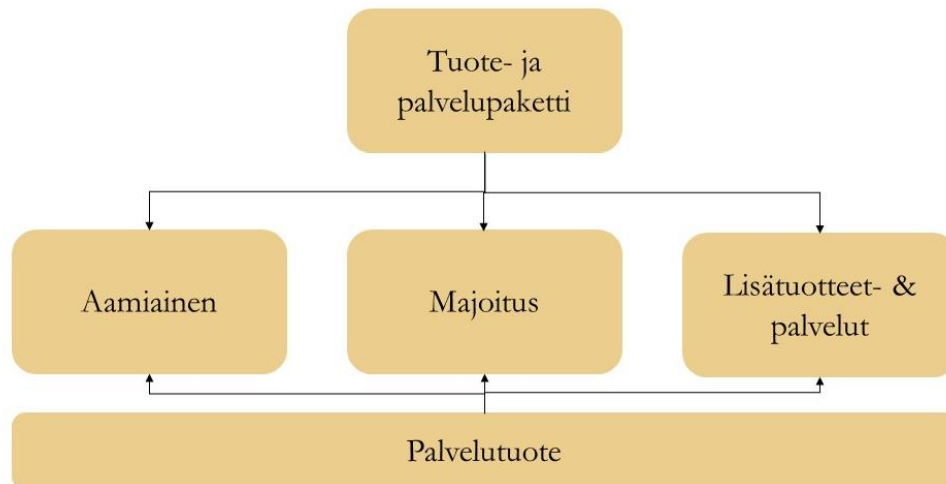 Tuote- ja
palvelupaketti
Aamiainen
Majoitus
Lisätuotteet- &
palvelut
Palvelutuote